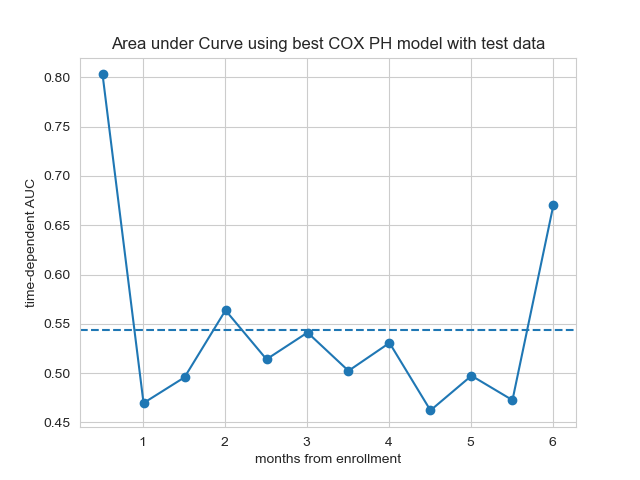 Area under Curve using best COX PH model with test data
0.80
0.75
0.70
0.65
0.60
0.55
0.50
0.45
time-dependent AUC
1 2 3 4 5 6
months from enrollment